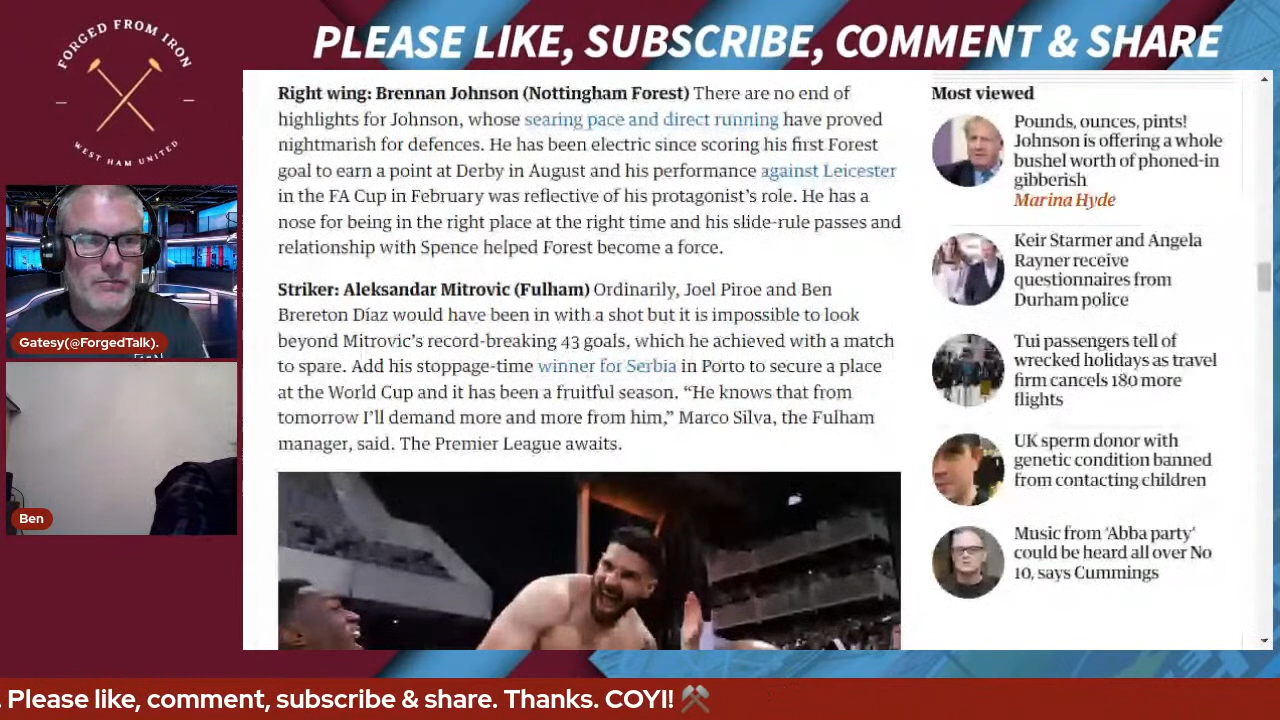 FORGED FROM IRON
WEST HAM UNITED
PLEASE LIKE, SUBSCRIBE, COMMENT & SHARE
Gatesy(@ForgedTalk).
Ben
Right wing: Brennan Johnson (Nottingham Forest) There are no end of
highlights for Johnson, whose searing pace and direct running have proved
nightmarish for defences. He has been electric since scoring his first Forest
goal to earn a point at Derby in August and his performance against Leicester
in the FA Cup in February was reflective of his protagonist’s role. He has a
nose for being in the right place at the right time and his slide-rule passes and
relationship with Spence helped Forest become a force.
Striker: Aleksandar Mitrovic (Fulham) Ordinarily, Joel Piroe and Ben
Brereton Díaz would have been in with a shot but it is impossible to look
beyond Mitrovic’s record-breaking 43 goals, which he achieved with a match
to spare. Add his stoppage-time winner for Serbia in Porto to secure a place
at the World Cup and it has been a fruitful season. “He knows that from
tomorrow I’ll demand more and more from him,” Marco Silva, the Fulham
manager, said. The Premier League awaits.
Most viewed
Pounds, ounces, pints!
Johnson is offering a whole
bushel worth of phoned-in
gibberish
Marina Hyde
Keir Starmer and Angela
Rayner receive
questionnaires from
Durham police
Tui passengers tell of
wrecked holidays as travel
firm cancels 180 more
flights
UK sperm donor with
genetic condition banned
from contacting children
Music from ‘Abba party’
could be heard all over No
10, says Cummings
. Please like, comment, subscribe & share. Thanks. COYI! ⚒